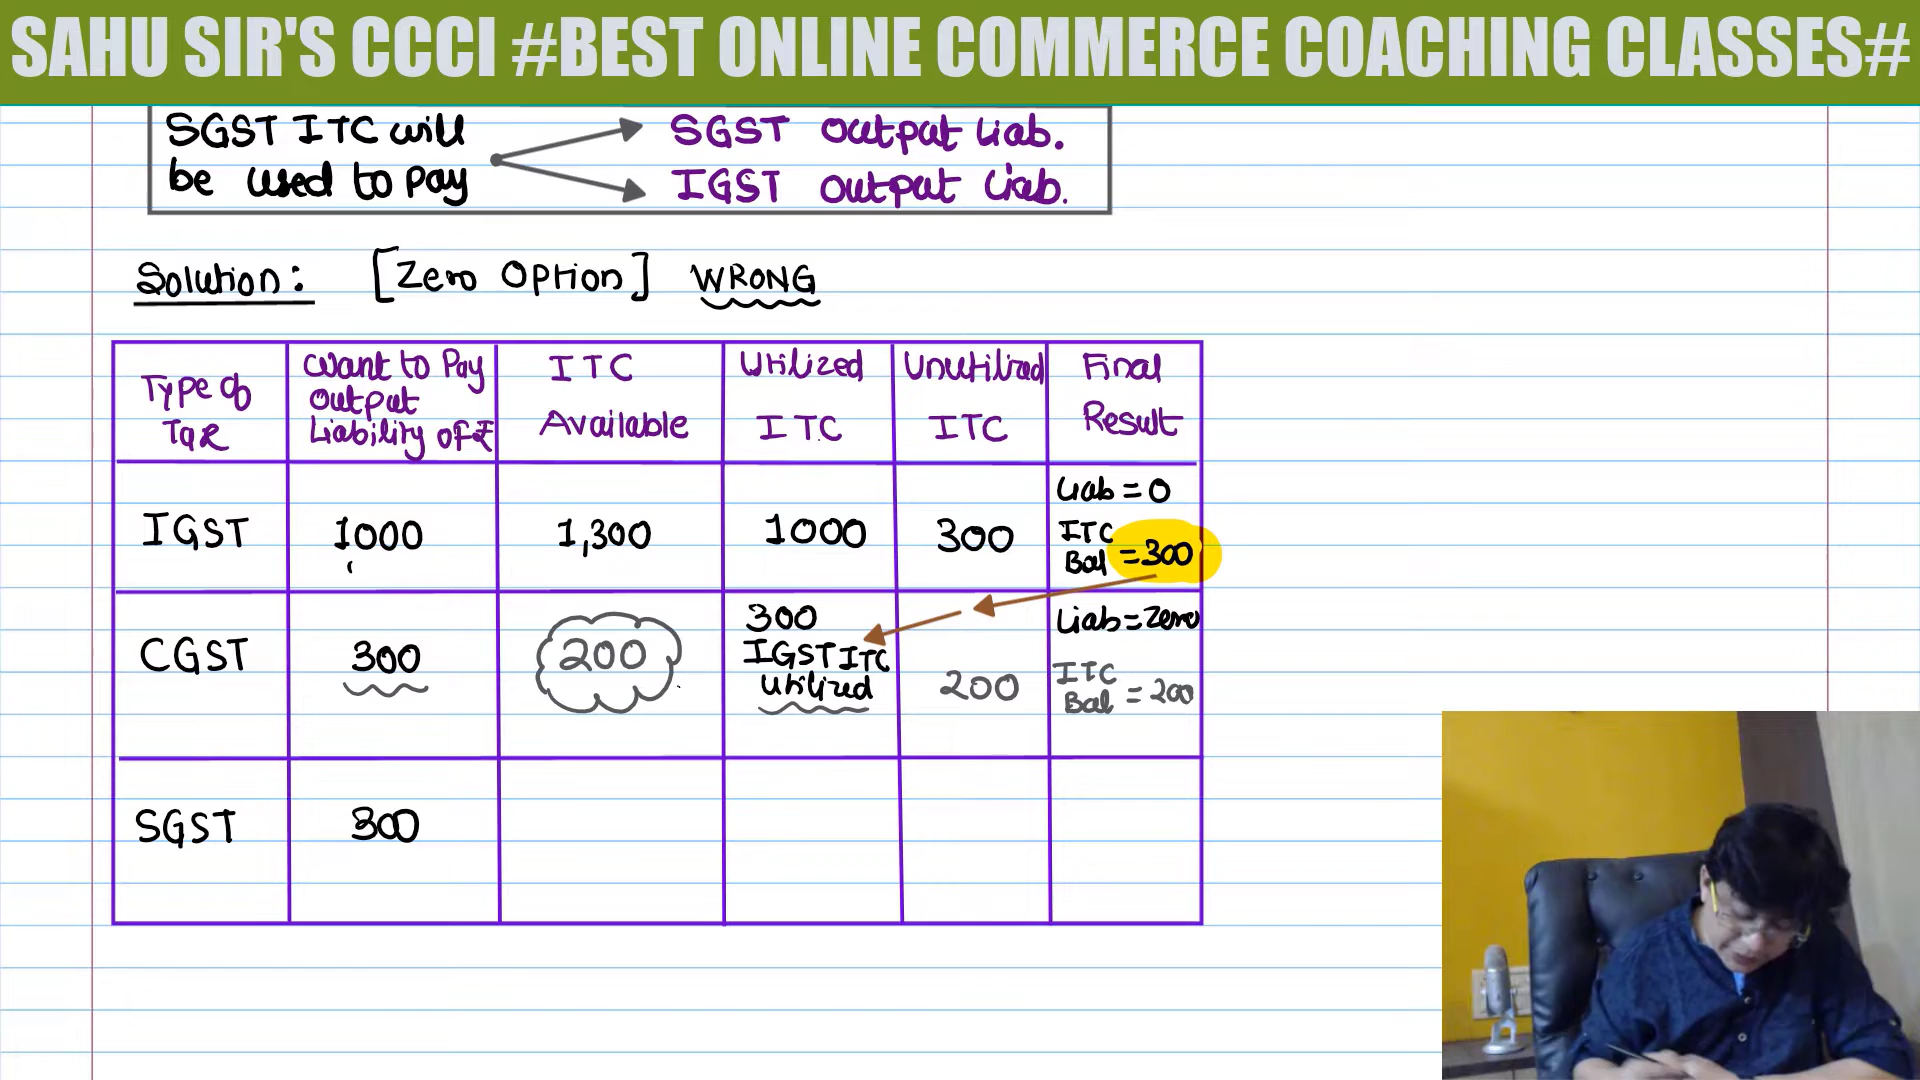 SAHU SIR'S CCCI #BEST ONLINE COMMERCE COACHING CLASSES#
SGST ITC will
be used to pay
SGST output Liab.
IGST output Liab.
Solution: [Zero Option] WRONG
Type of
Tax
Want to Pay
output
Liability of ₹
ITC
Available
Utilized
ITC
Unutilized
ITC
Final
Result
IGST
1000
1,300
1000
300
Liab = 0
ITC
Bal = 300
CGST
300
200
300
IGST ITC
Utilized
200
Liab = Zero
ITC
Bal = 200
SGST
300